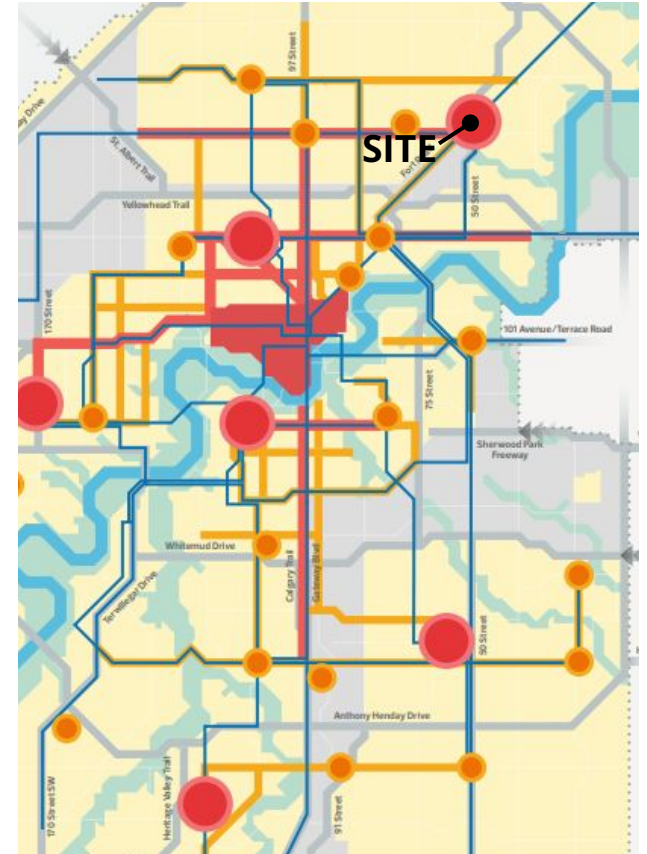 97 Street
ay Drive
St. Albert Trail
SITE
Fort R
50 Street
Yellowhead Trail
170 Street
101 Avenue/Terrace Road
75 Street
Sherwood Park
Freeway
Whitemud Drive
Calgary Trail
Gateway Blvd
Terwillegar Drive
50 Street
Anthony Henday Drive
Heritage Valley Trail
170 Street SW
91 Street